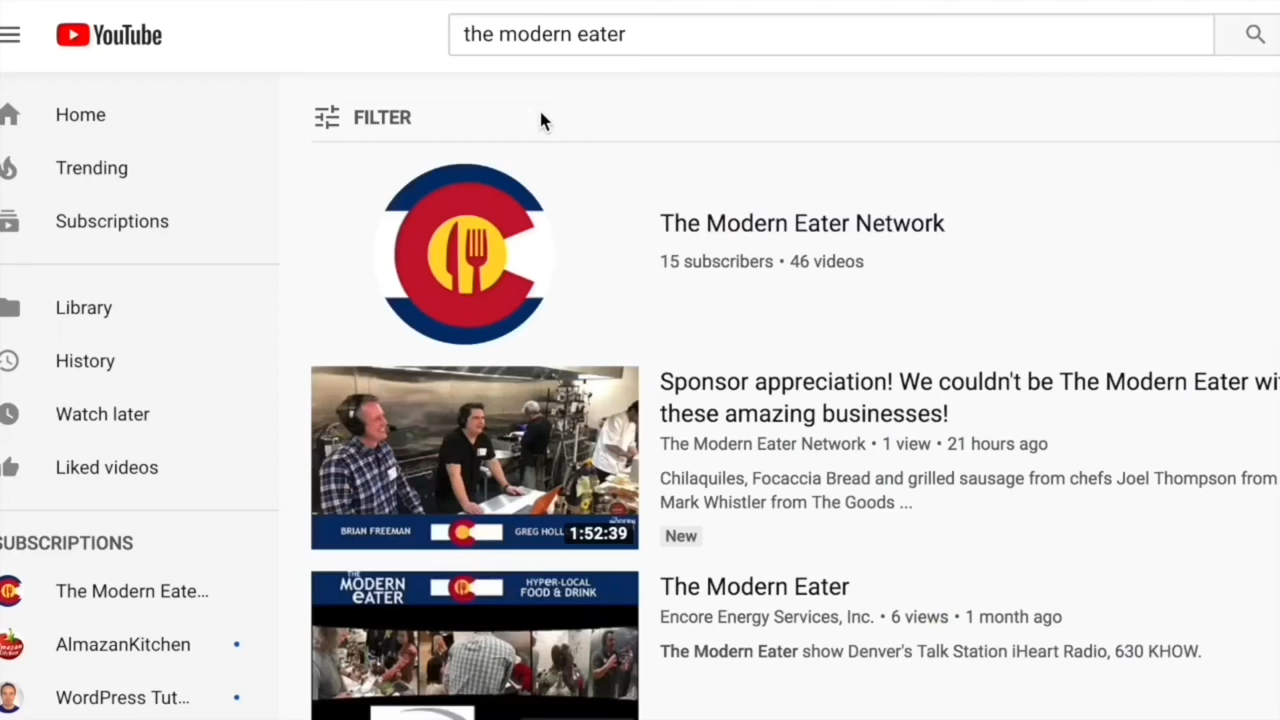 YouTube
the modern eater
Home
Trending
Subscriptions
Library
History
Watch later
Liked videos
SUBSCRIPTIONS
The Modern Eate...
AlmazanKitchen
WordPress Tut...
FILTER
The Modern Eater Network
15 subscribers • 46 videos
BRIAN FREEMAN
GREG HOLL
1:52:39
Sponsor appreciation! We couldn't be The Modern Eater wi
these amazing businesses!
The Modern Eater Network • 1 view • 21 hours ago
Chilaquiles, Focaccia Bread and grilled sausage from chefs Joel Thompson from
Mark Whistler from The Goods ...
New
THE
MODERN
eATER
HYPER-LOCAL
FOOD & DRINK
The Modern Eater
Encore Energy Services, Inc. • 6 views • 1 month ago
The Modern Eater show Denver's Talk Station iHeart Radio, 630 KHOW.